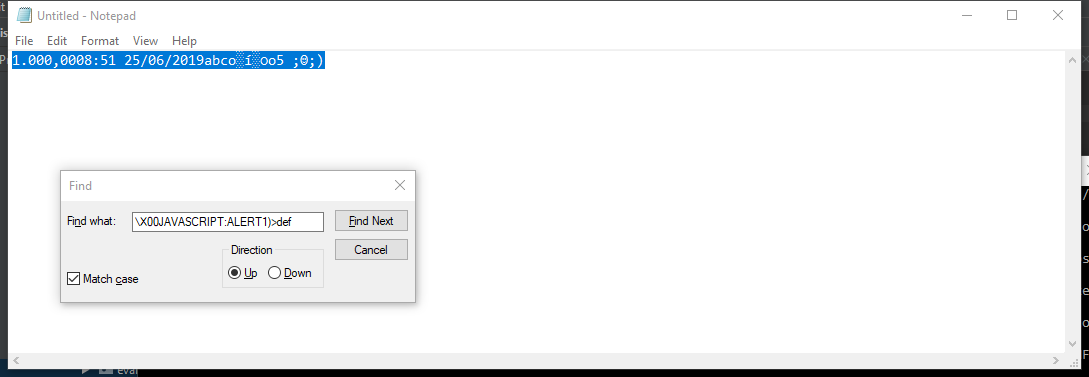 Untitled - Notepad
File Edit Format View Help
1.000,0008:51 25/06/2019abco▒í▒oo5 ;☺;)
Find
Find what: \X00JAVASCRIPT:ALERT1)>def Find Next
Direction Cancel
Up Down
Match case
eval